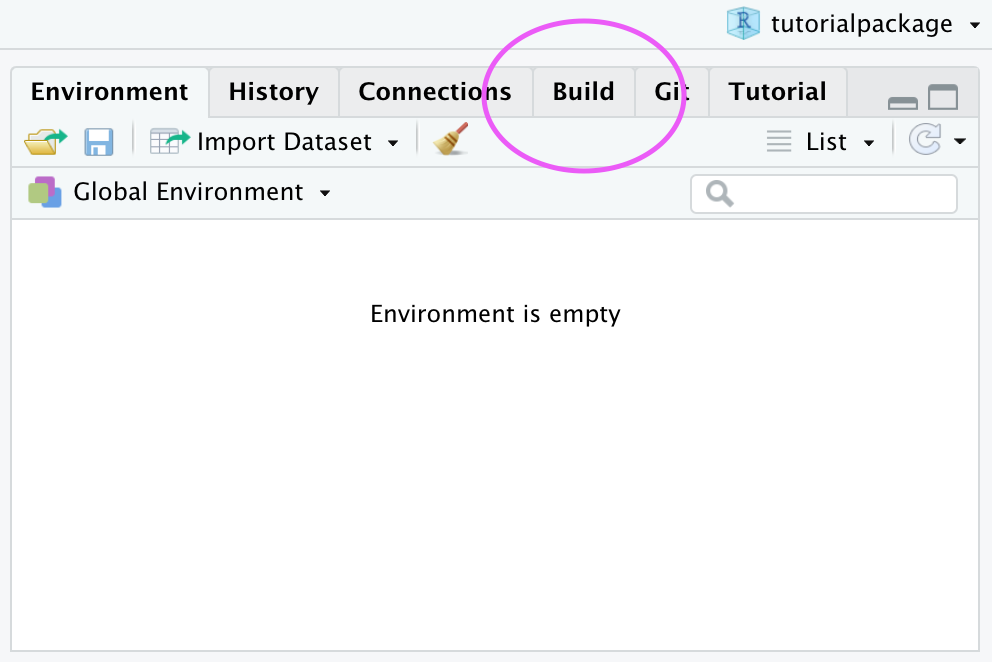 tutorialpackage
Environment History Connections Build Git Tutorial
Import Dataset List
Global Environment
Environment is empty